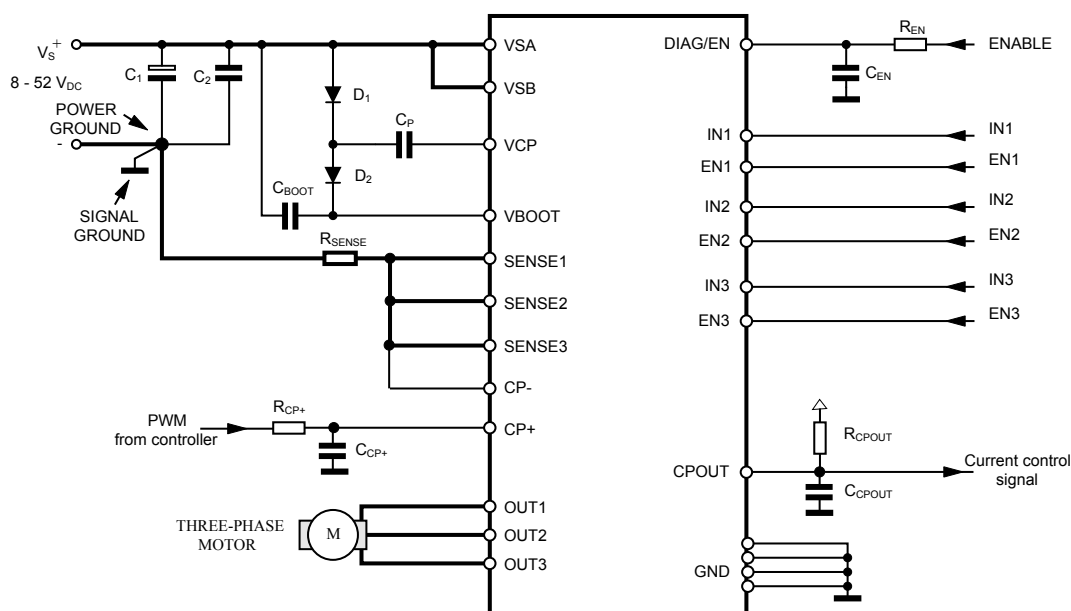 VS+
8 - 52 VDC
POWER
GROUND
-
SIGNAL
GROUND
C1
C2
D1
D2
CP
CBOOT
RSENSE
VSA
VSB
VCP
VBOOT
SENSE1
SENSE2
SENSE3
CP-
CP+
PWM
from controller
RCP+
CCP+
THREE-PHASE
MOTOR
M
OUT1
OUT2
OUT3
DIAG/EN
REN
CEN
ENABLE
IN1
IN1
EN1
EN1
IN2
IN2
EN2
EN2
IN3
IN3
EN3
EN3
RCPOUT
CPOUT
CCPOUT
Current control
signal
GND